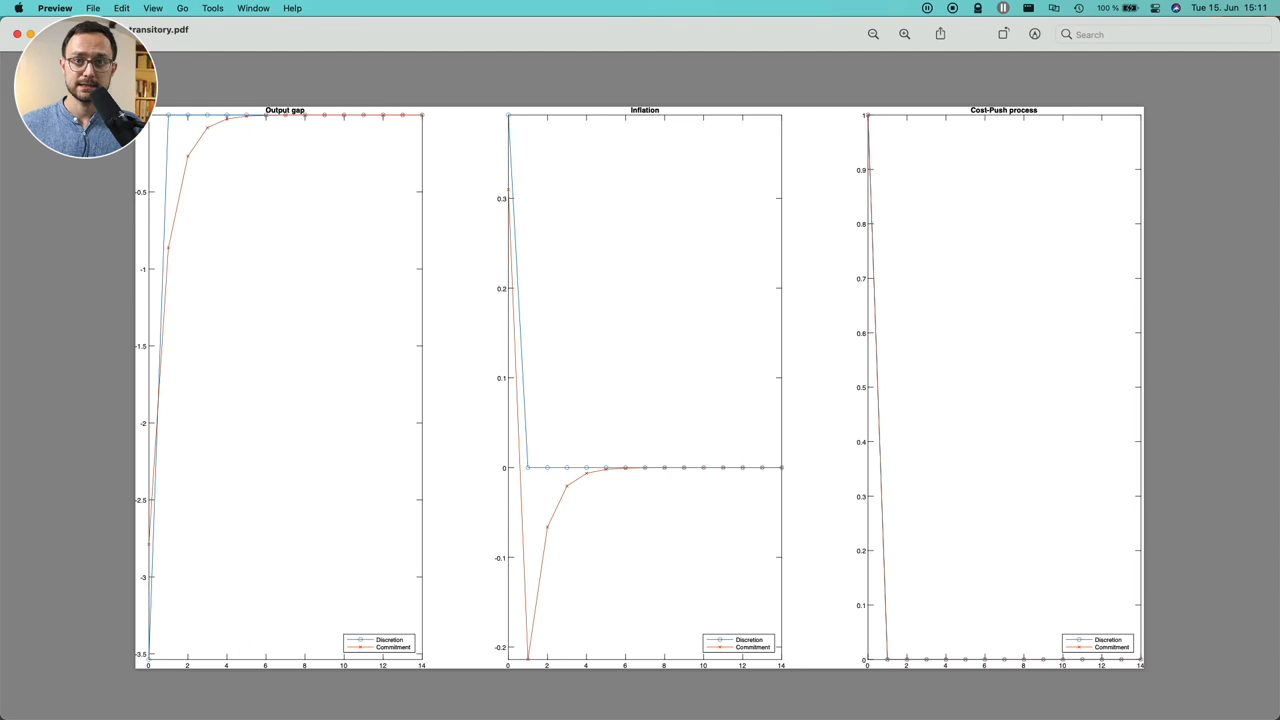 Preview File Edit View Go Tools Window Help 100 % Tue 15. Jun 15:11
transitory.pdf Search
Output gap
-0.5
-1
-1.5
-2
-2.5
-3
-3.5
0 2 4 6 8 10 12 14
Discretion
Commitment
Inflation
0.3
0.2
0.1
0
-0.1
-0.2
0 2 4 6 8 10 12 14
Discretion
Commitment
Cost-Push process
1
0.9
0.8
0.7
0.6
0.5
0.4
0.3
0.2
0.1
0
0 2 4 6 8 10 12 14
Discretion
Commitment